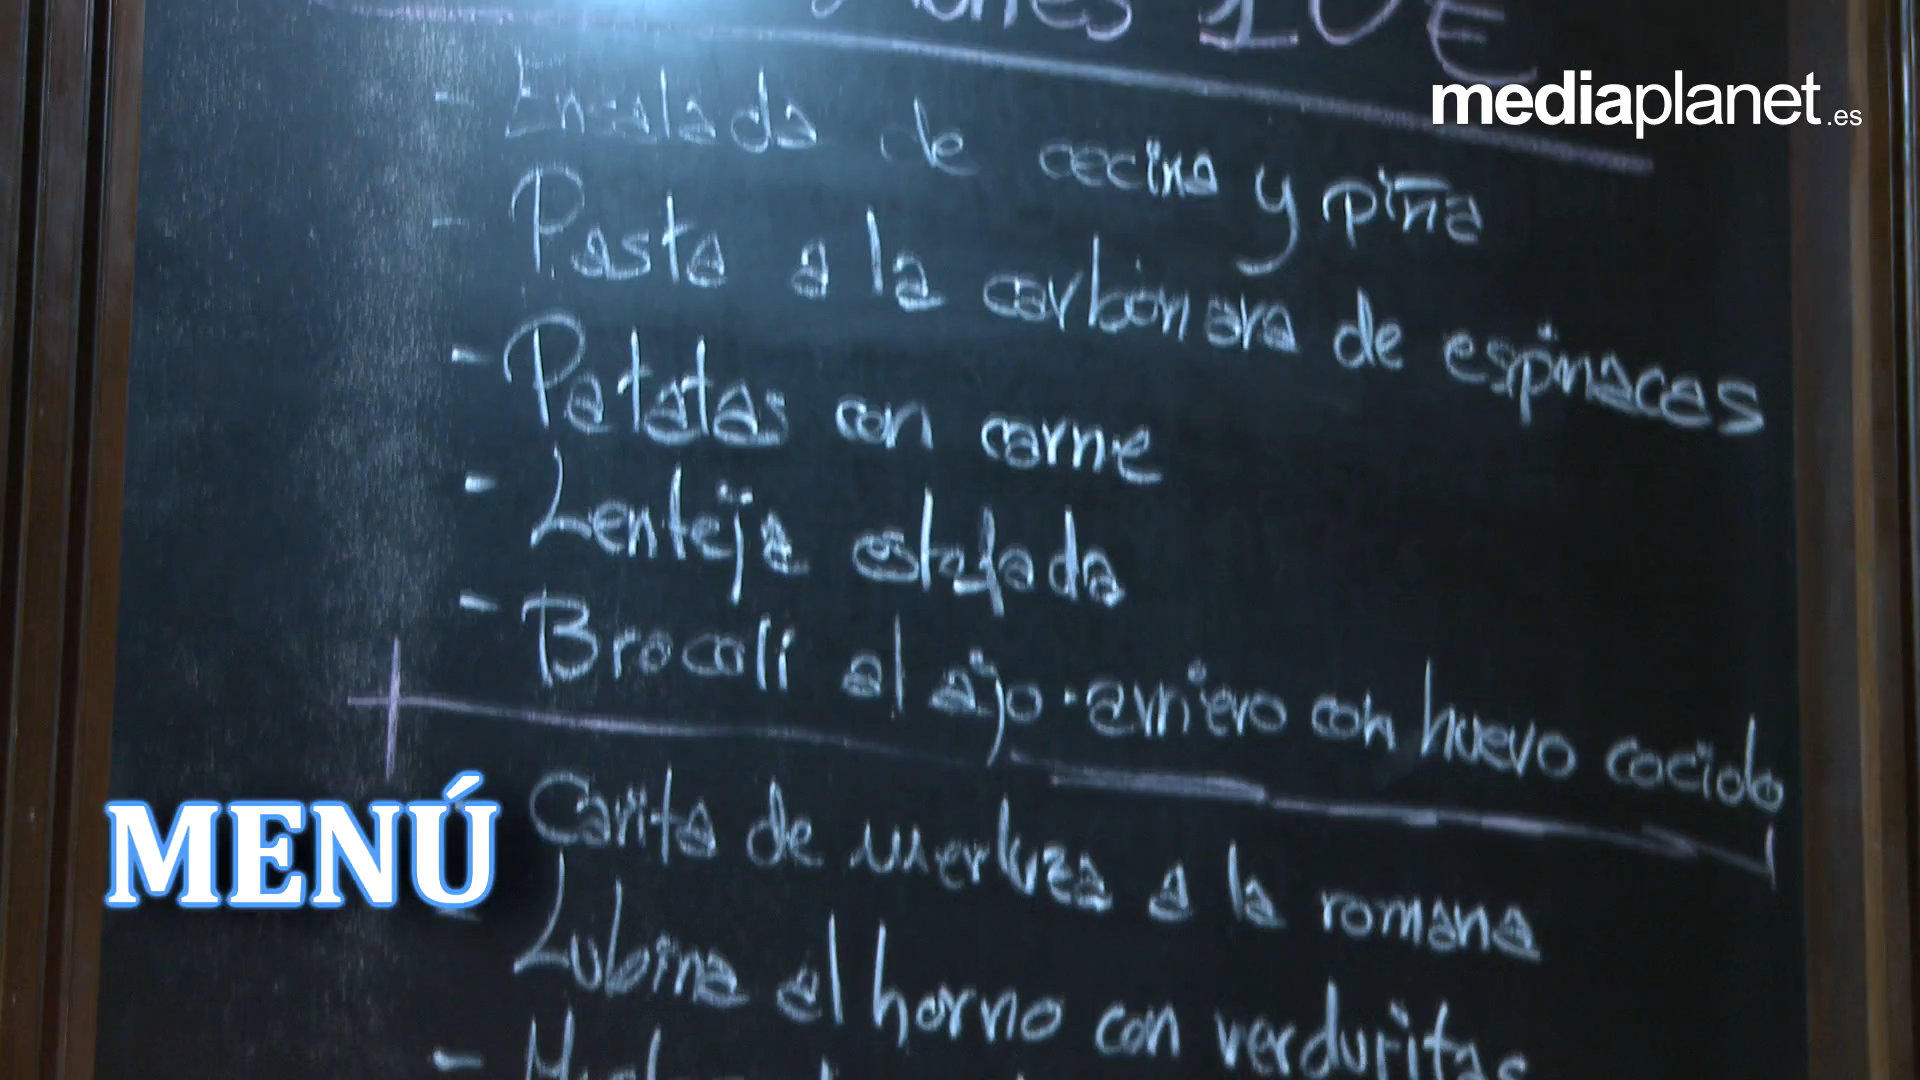 10€
mediaplanet.es
- Ensalada de cecina y piña
- Pasta a la carbonara de espinacas
- Patatas con carne
- Lenteja estofada
- Brocoli al ajo-arriero con huevo cocido
MENÚ
- Carita de merluza a la romana
Lubina al horno con verduritas
-